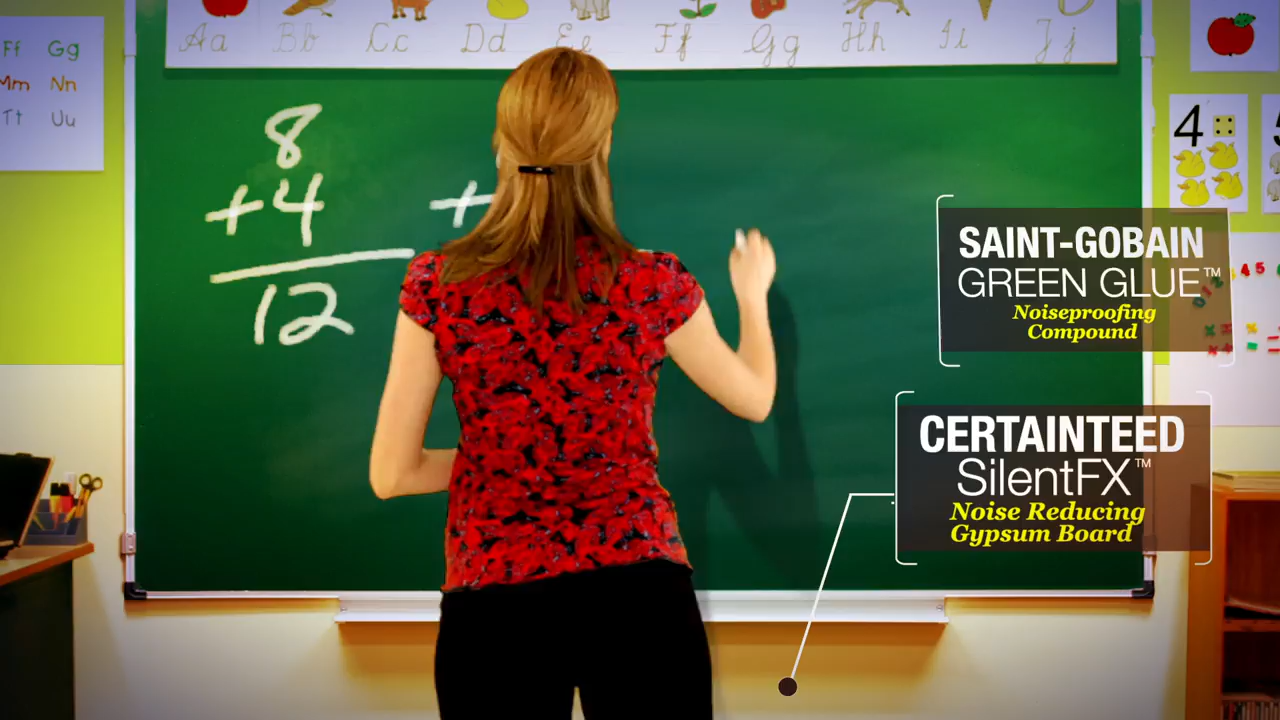 Aa Bb Cc Dd Ee Ff Gg Hh Ii Jj
Ff Gg
Mm Nn
Tt Uu
8
+4
12
+
4
SAINT-GOBAIN
GREEN GLUE™
Noiseproofing
Compound
CERTAINTEED
SilentFX™
Noise Reducing
Gypsum Board